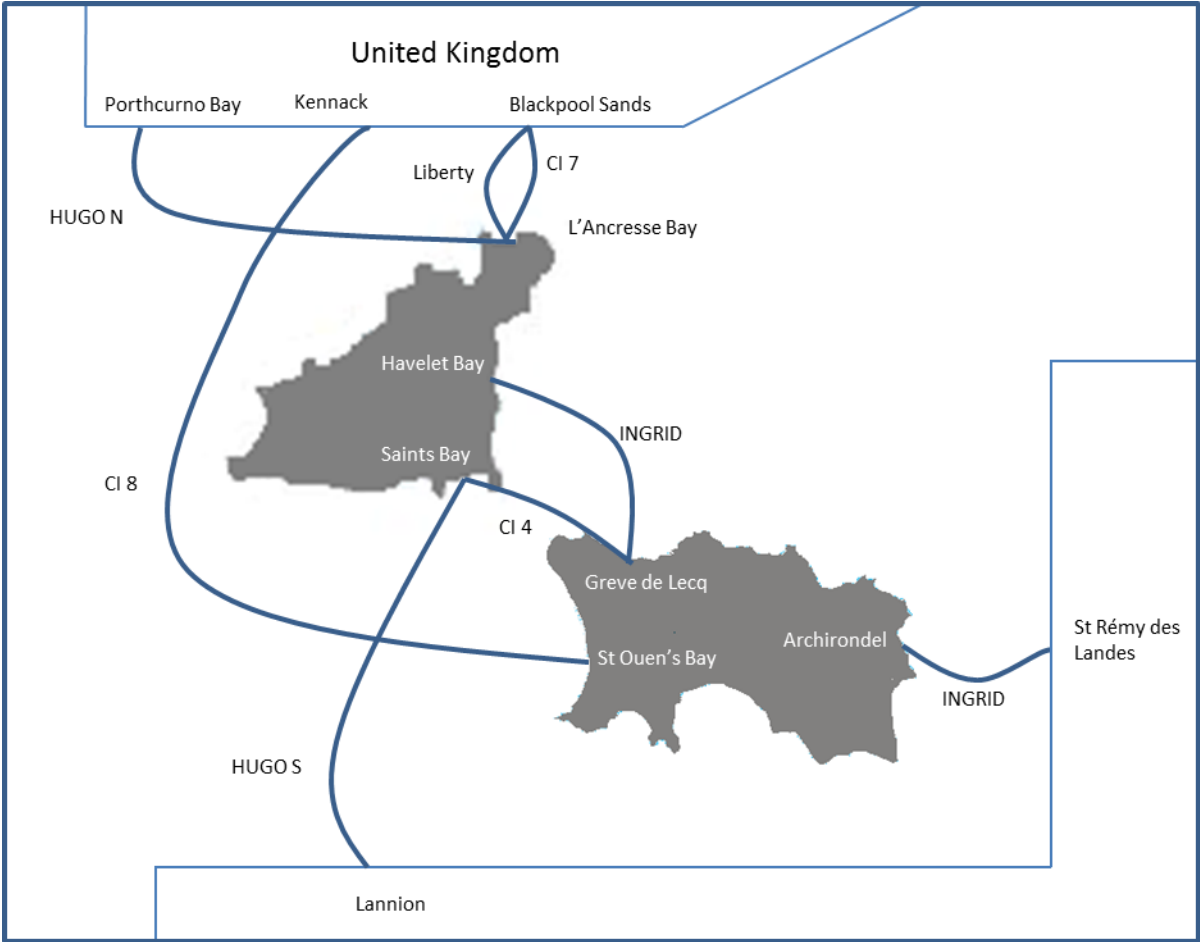 United Kingdom
Porthcurno Bay
Kennack
Blackpool Sands
Liberty
CI 7
HUGO N
L’Ancresse Bay
Havelet Bay
INGRID
Saints Bay
CI 8
CI 4
Greve de Lecq
Archirondel
St Rémy des
Landes
St Ouen’s Bay
INGRID
HUGO S
Lannion